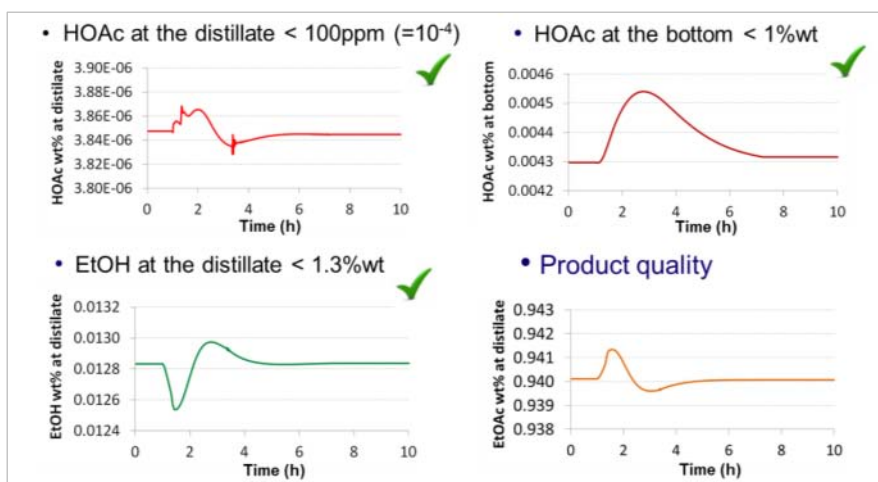 • HOAc at the distillate < 100ppm (=10⁻⁴)
HOAc wt% at distilate
3.90E-06
3.88E-06
3.86E-06
3.84E-06
3.82E-06
3.80E-06
0 2 4 6 8 10
Time (h)
• HOAc at the bottom < 1%wt
HOAc wt% at bottom
0.0046
0.0045
0.0044
0.0043
0.0042
0 2 4 6 8 10
Time (h)
• EtOH at the distillate < 1.3%wt
EtOH wt% at distilate
0.0132
0.0130
0.0128
0.0126
0.0124
0 2 4 6 8 10
Time (h)
• Product quality
EtOAc wt% at distilate
0.943
0.942
0.941
0.940
0.939
0.938
0 2 4 6 8 10
Time (h)